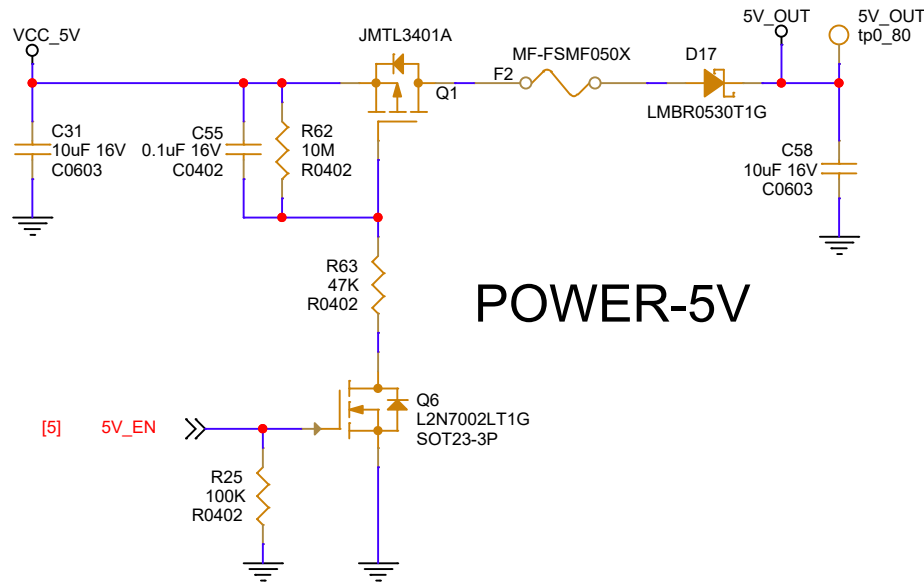 VCC_5V
JMTL3401A
5V_OUT
5V_OUT
tp0_80
MF-FSMF050X
D17
F2
Q1
LMBR0530T1G
C31
10uF 16V
C0603
C55
0.1uF 16V
C0402
R62
10M
R0402
C58
10uF 16V
C0603
R63
47K
R0402
POWER-5V
Q6
L2N7002LT1G
SOT23-3P
[5] 5V_EN
R25
100K
R0402